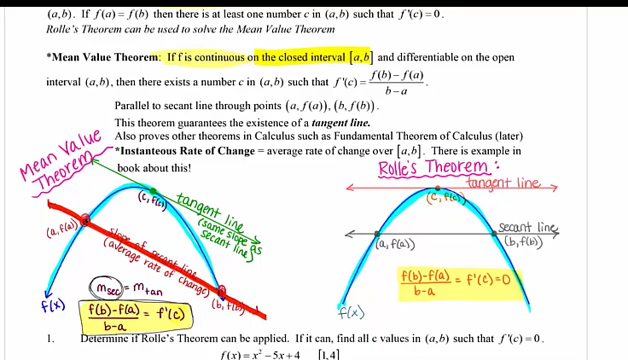 (a,b). If f(a) = f(b) then there is at least one number c in (a,b) such that f'(c) = 0.
Rolle's Theorem can be used to solve the Mean Value Theorem
*Mean Value Theorem: If f is continuous on the closed interval [a,b] and differentiable on the open
interval (a,b), then there exists a number c in (a,b) such that f'(c) = f(b) − f(a) / b − a.
Parallel to secant line through points (a, f(a)), (b, f(b)).
This theorem guarantees the existence of a tangent line.
Also proves other theorems in Calculus such as Fundamental Theorem of Calculus (later)
*Instanteous Rate of Change = average rate of change over [a,b]. There is example in
book about this!
Mean Value
Theorem
(c, f(c))
tangent line
(same slope as
secant line)
(a, f(a))
slope of secant line
(average rate of change)
(b, f(b))
f(x)
m sec = m tan
f(b)-f(a) / b-a = f'(c)
Rolle's Theorem:
tangent line
(c, f(c))
secant line
(a, f(a))
(b, f(b))
f(b)-f(a) / b-a = f'(c)=0
f(x)
1. Determine if Rolle's Theorem can be applied. If it can, find all c values in (a,b) such that f'(c) = 0.
f(x) = x² − 5x + 4 [1,4]